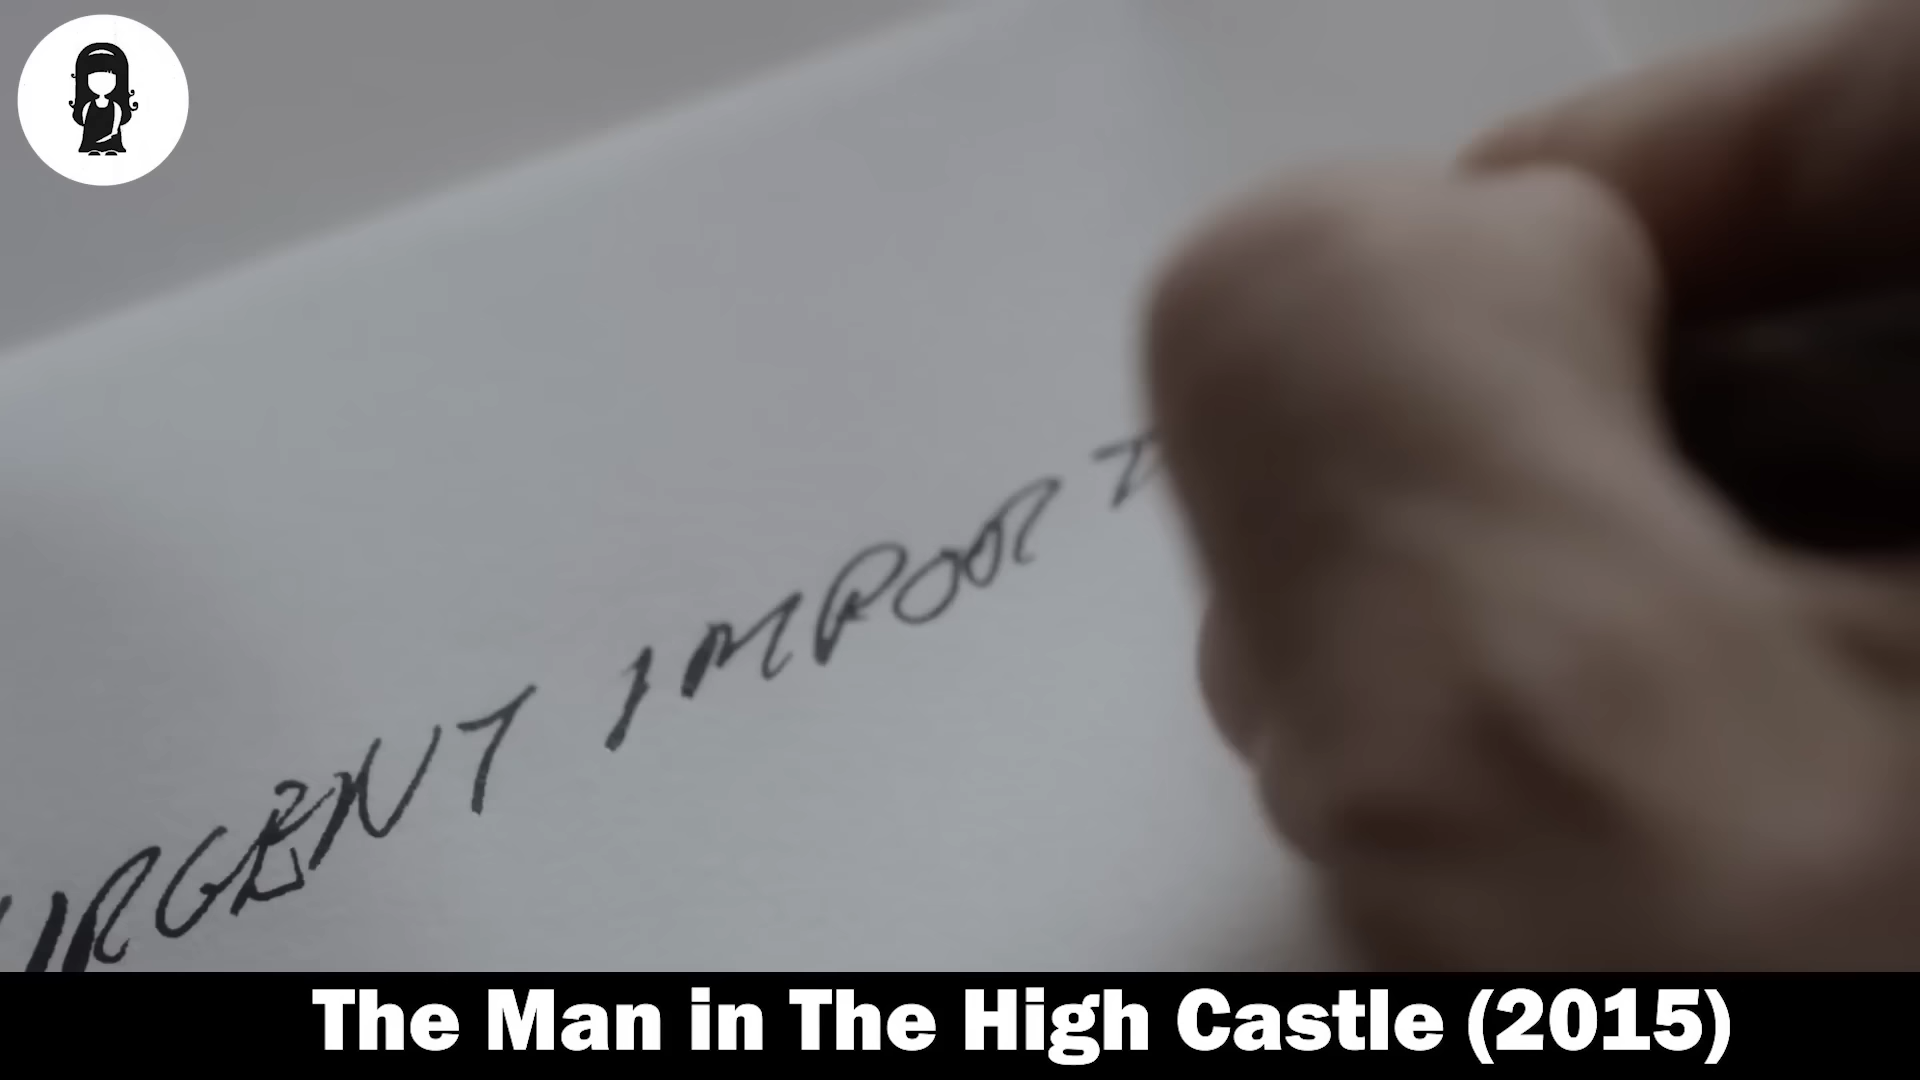 URGENT IMPORT
The Man in The High Castle (2015)